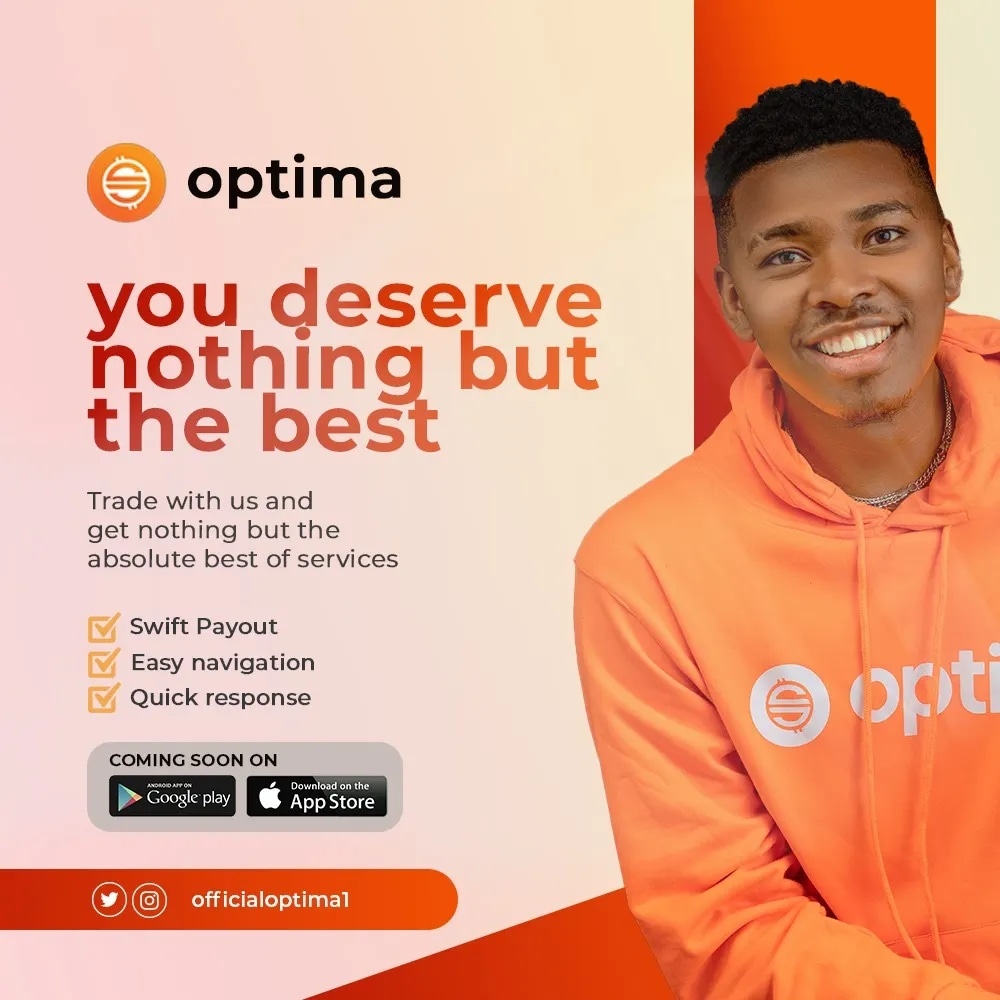 optima
you deserve
nothing but
the best
Trade with us and
get nothing but the
absolute best of services
Swift Payout
Easy navigation
Quick response
COMING SOON ON
ANDROID APP ON
Google play
Download on the
App Store
officialoptima1
opti